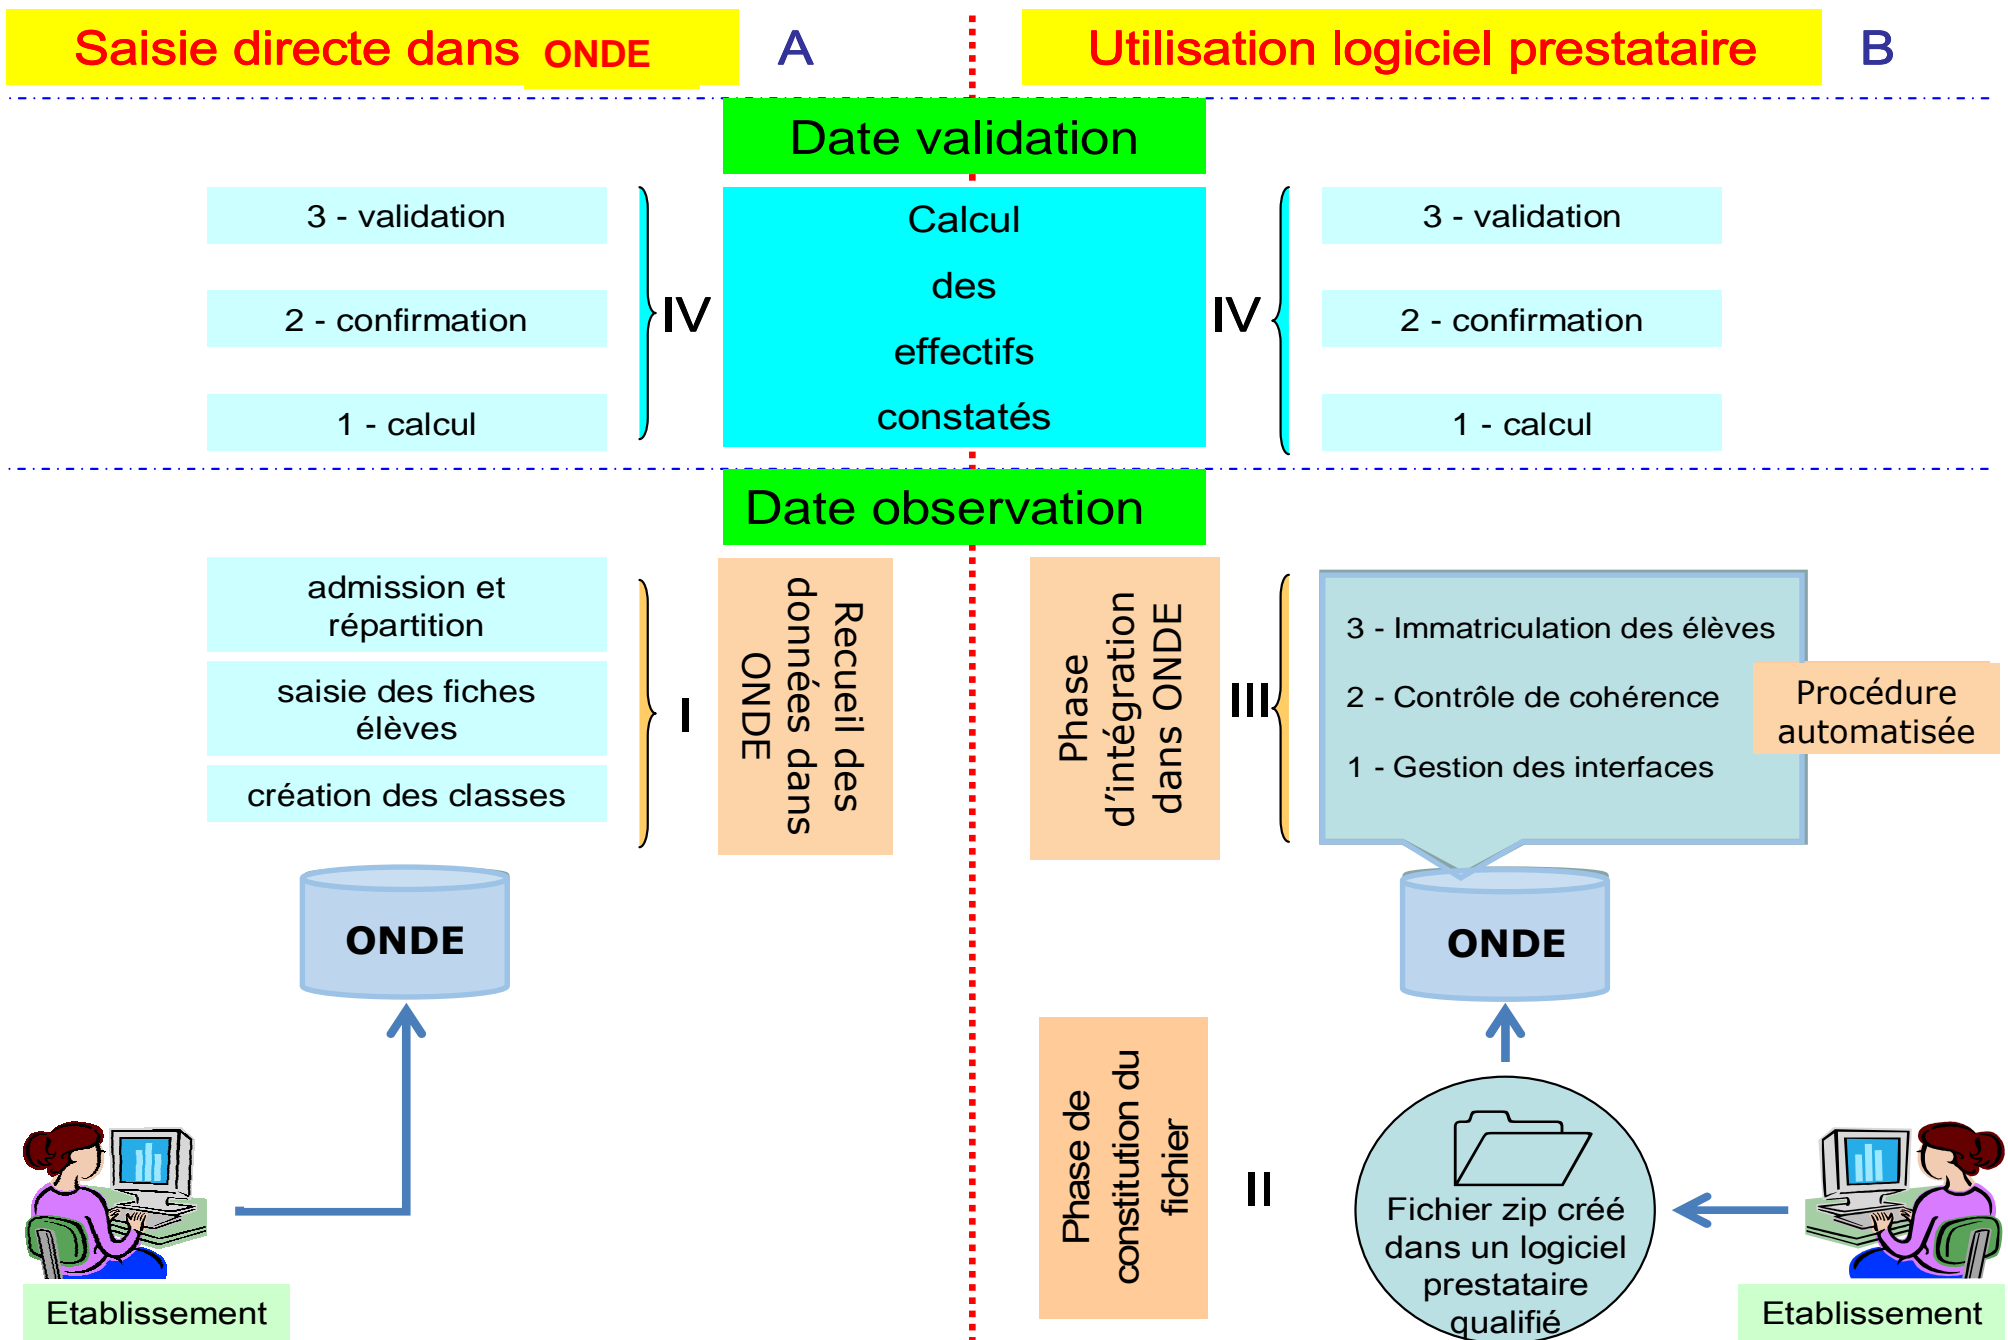 Saisie directe dans ONDE
A
Utilisation logiciel prestataire
B
Date validation
3 - validation
2 - confirmation
1 - calcul
IV
Calcul
des
effectifs
constatés
IV
3 - validation
2 - confirmation
1 - calcul
Date observation
admission et
répartition
saisie des fiches
élèves
création des classes
I
Recueil des
données dans
ONDE
Phase
d’intégration
dans ONDE
III
3 - Immatriculation des élèves
2 - Contrôle de cohérence
1 - Gestion des interfaces
Procédure
automatisée
ONDE
ONDE
Phase de
constitution du
fichier
II
Fichier zip créé
dans un logiciel
prestataire
qualifié
Etablissement
Etablissement